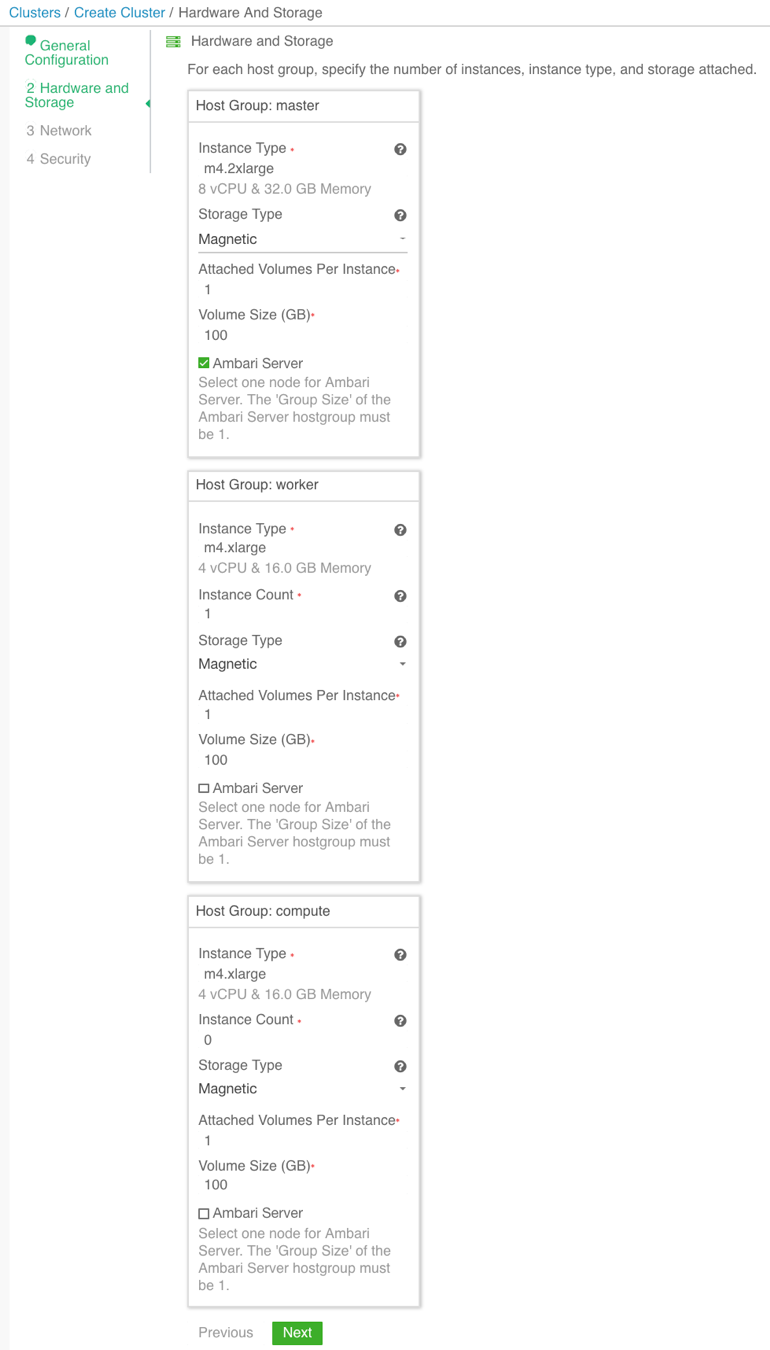 Clusters / Create Cluster / Hardware And Storage
General
Configuration
2 Hardware and
Storage
3 Network
4 Security
Hardware and Storage
For each host group, specify the number of instances, instance type, and storage attached.
Host Group: master
Instance Type *
m4.2xlarge
8 vCPU & 32.0 GB Memory
Storage Type
Magnetic
Attached Volumes Per Instance*
1
Volume Size (GB)*
100
Ambari Server
Select one node for Ambari
Server. The 'Group Size' of the
Ambari Server hostgroup must
be 1.
Host Group: worker
Instance Type *
m4.xlarge
4 vCPU & 16.0 GB Memory
Instance Count *
1
Storage Type
Magnetic
Attached Volumes Per Instance*
1
Volume Size (GB)*
100
Ambari Server
Select one node for Ambari
Server. The 'Group Size' of the
Ambari Server hostgroup must
be 1.
Host Group: compute
Instance Type *
m4.xlarge
4 vCPU & 16.0 GB Memory
Instance Count *
0
Storage Type
Magnetic
Attached Volumes Per Instance*
1
Volume Size (GB)*
100
Ambari Server
Select one node for Ambari
Server. The 'Group Size' of the
Ambari Server hostgroup must
be 1.
Previous Next